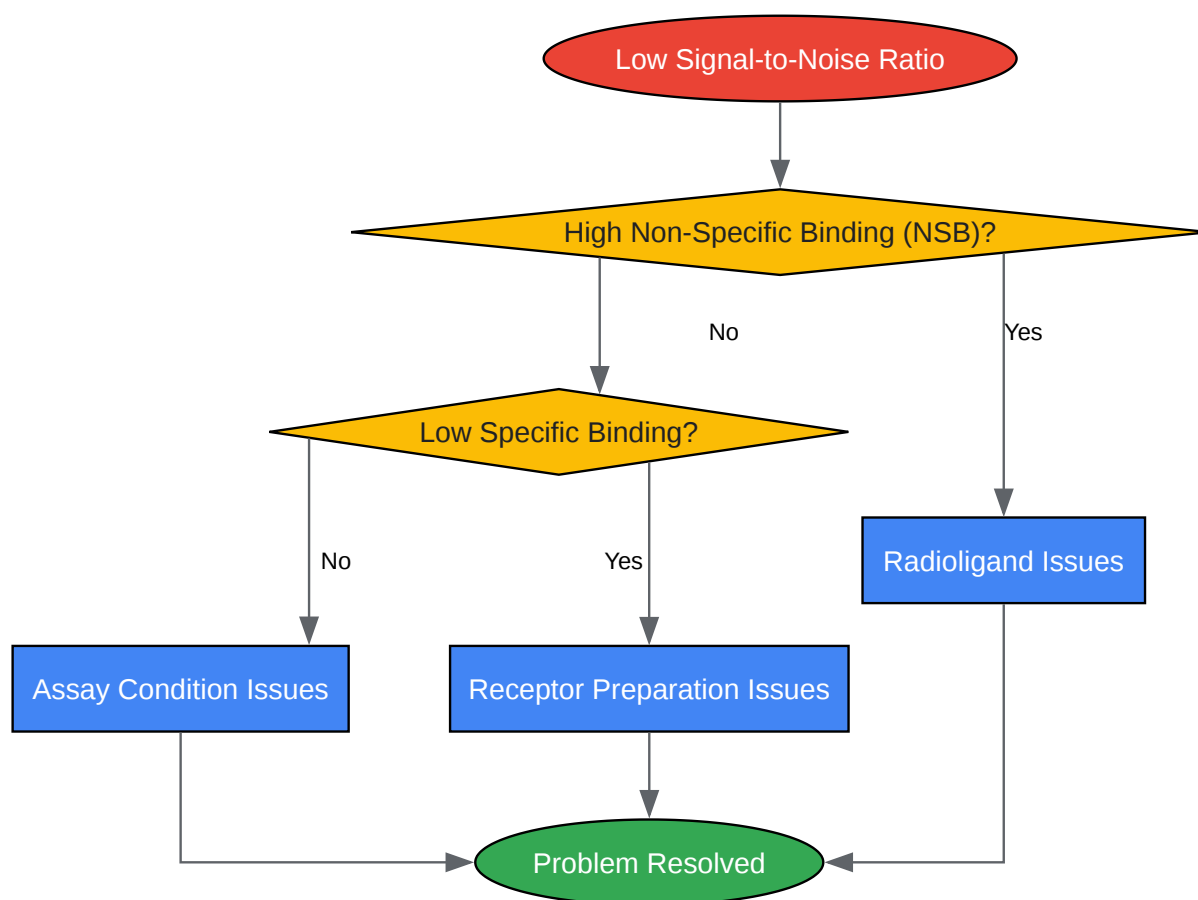 Low Signal-to-Noise Ratio
High Non-Specific Binding (NSB)?
No
Yes
Low Specific Binding?
No
Yes
Radioligand Issues
Assay Condition Issues
Receptor Preparation Issues
Problem Resolved